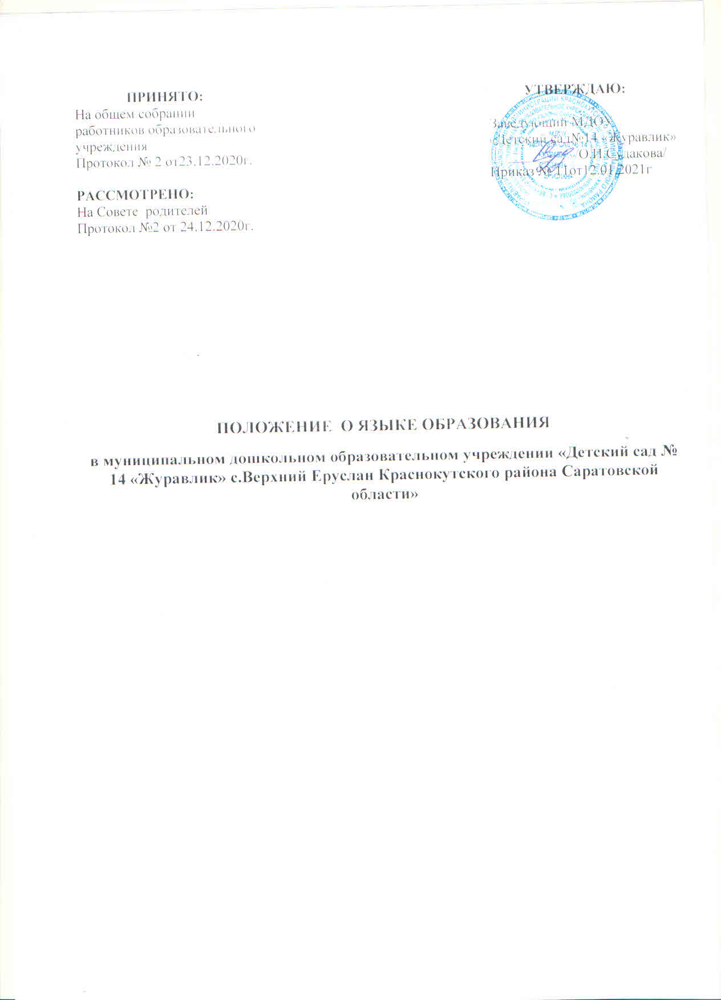 ПРИНЯТО:
На общем собрании
работников образовательного
учреждения
Протокол № 2 от23.12.2020г.
РАССМОТРЕНО:
На Совете родителей
Протокол №2 от 24.12.2020г.
УТВЕРЖДАЮ:
Заведующий МДОУ
«Детский сад№14 «Журавлик»
/О.И.Судакова/
Приказ № 11от12.01.2021г
ПОЛОЖЕНИЕ О ЯЗЫКЕ ОБРАЗОВАНИЯ
в муниципальном дошкольном образовательном учреждении «Детский сад №
14 «Журавлик» с.Верхний Еруслан Краснокутского района Саратовской
области»